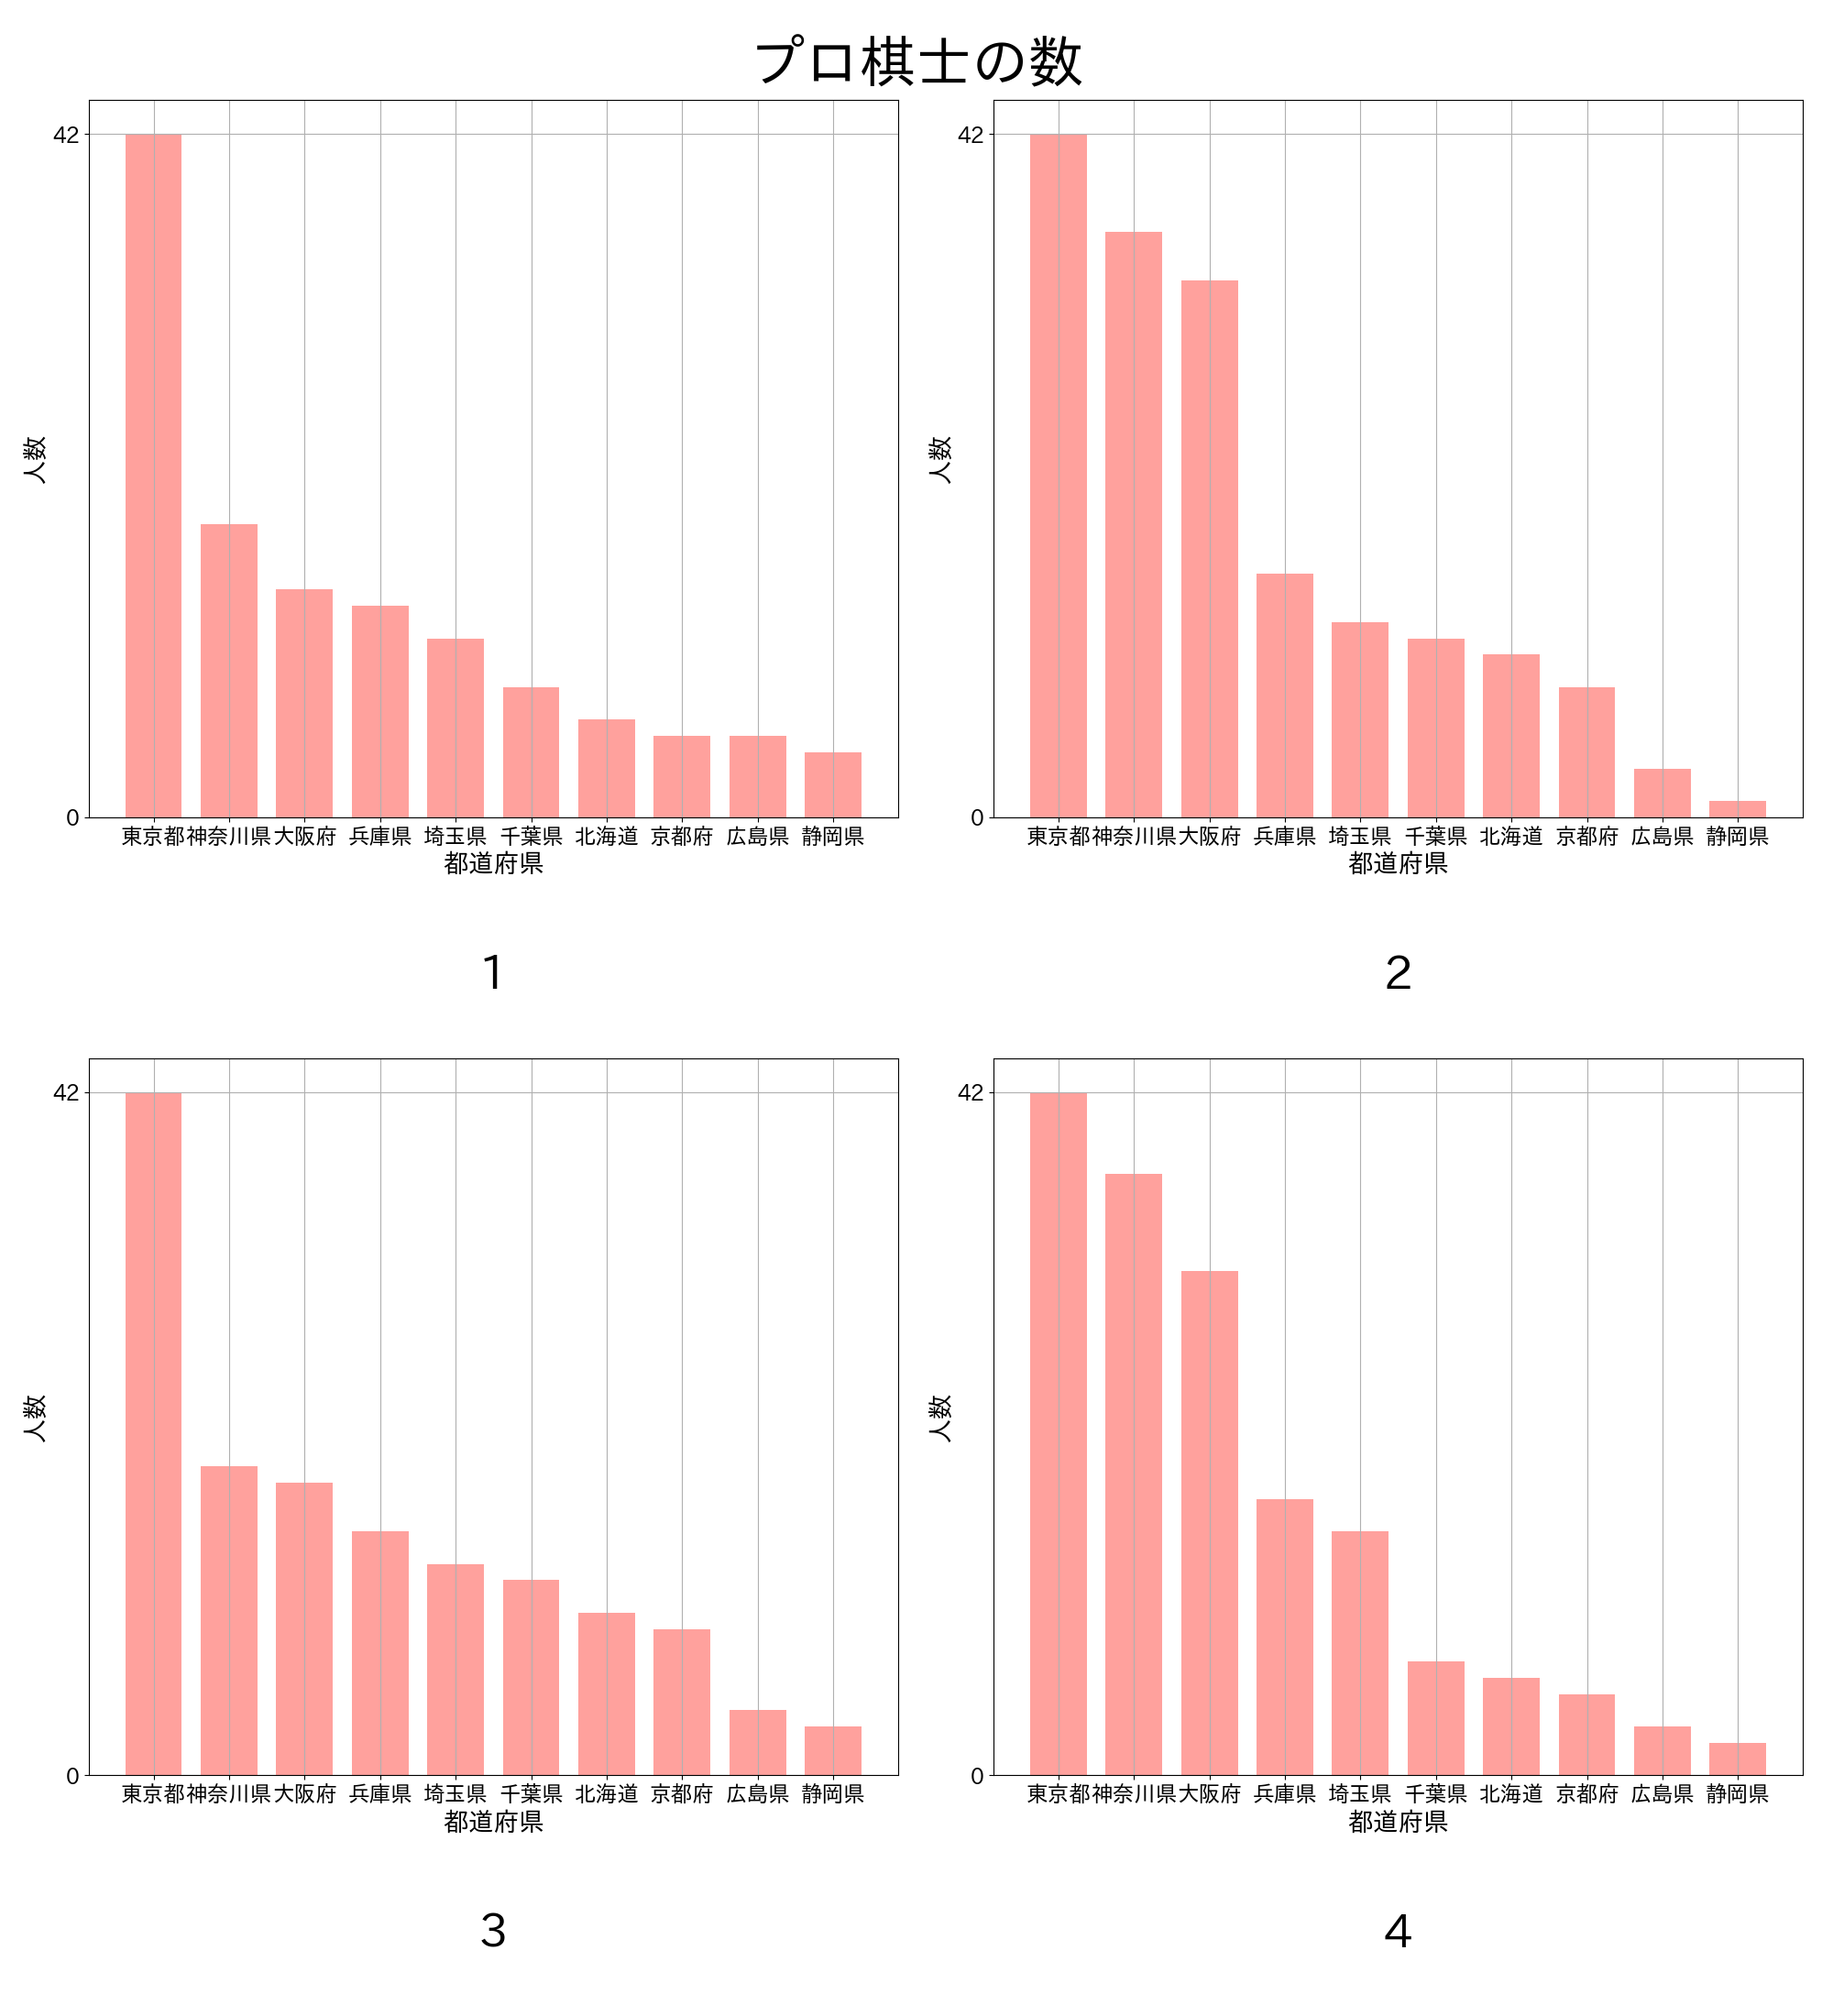 プロ棋士の数
42
0
人数
東京都 神奈川県 大阪府 兵庫県 埼玉県 千葉県 北海道 京都府 広島県 静岡県
都道府県
1
42
0
人数
東京都 神奈川県 大阪府 兵庫県 埼玉県 千葉県 北海道 京都府 広島県 静岡県
都道府県
2
42
0
人数
東京都 神奈川県 大阪府 兵庫県 埼玉県 千葉県 北海道 京都府 広島県 静岡県
都道府県
3
42
0
人数
東京都 神奈川県 大阪府 兵庫県 埼玉県 千葉県 北海道 京都府 広島県 静岡県
都道府県
4